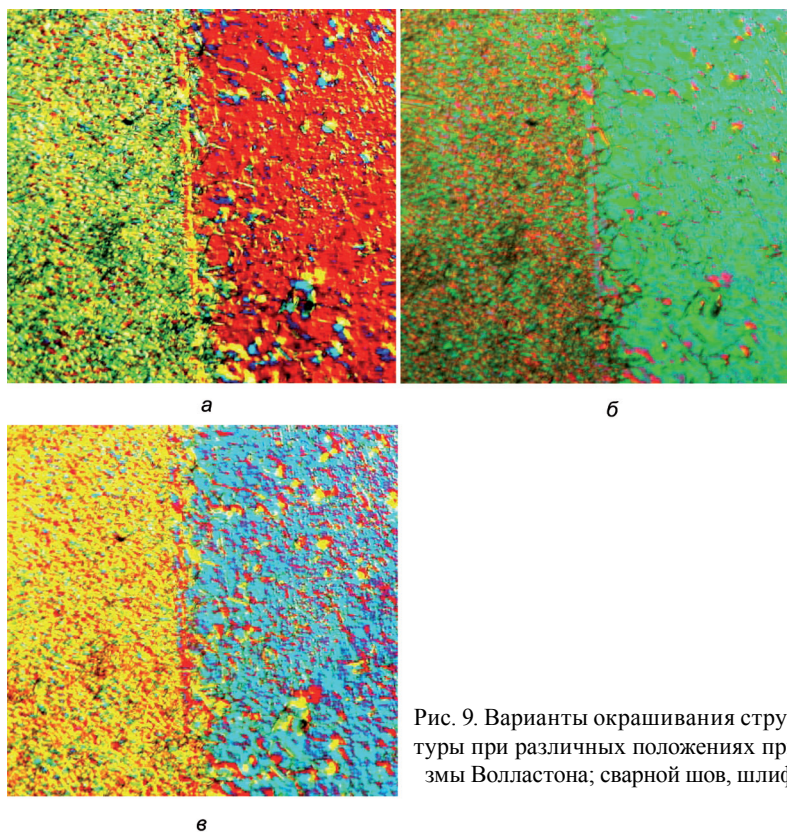 а
б
в
Рис. 9. Варианты окрашивания стру
туры при различных положениях пр
змы Волластона; сварной шов, шлиф